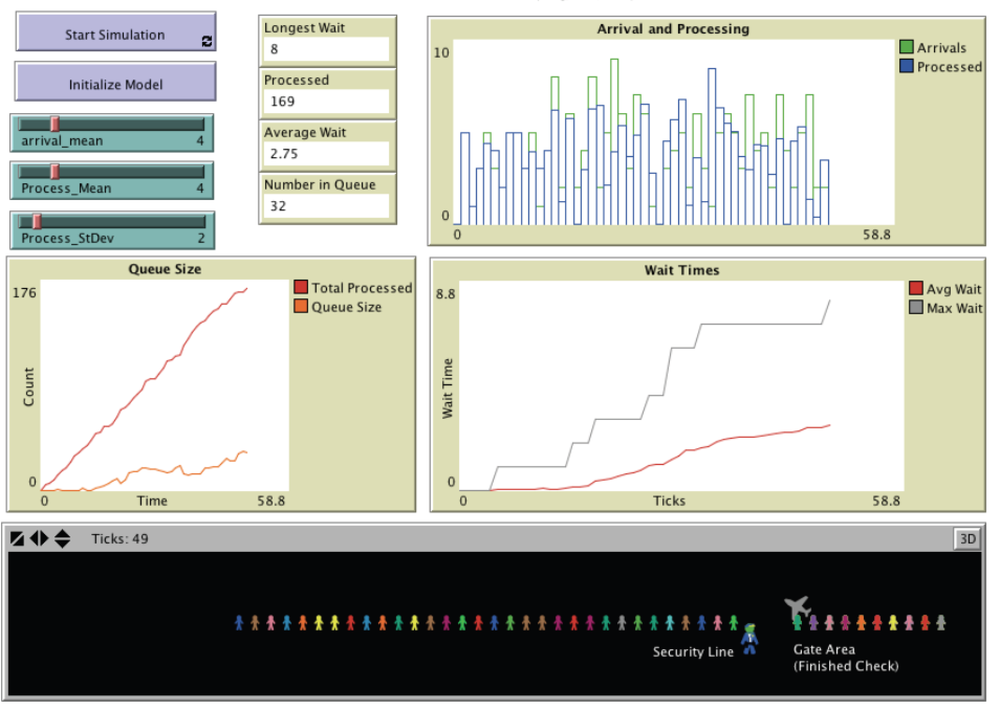 Start Simulation
Initialize Model
arrival_mean 4
Process_Mean 4
Process_StDev 2
Longest Wait
8
Processed
169
Average Wait
2.75
Number in Queue
32
Arrival and Processing
10
0
0 58.8
Arrivals
Processed
Queue Size
176
Count
0
0 Time 58.8
Total Processed
Queue Size
Wait Times
8.8
Wait Time
0
0 Ticks 58.8
Avg Wait
Max Wait
Ticks: 49
3D
Security Line
Gate Area
(Finished Check)